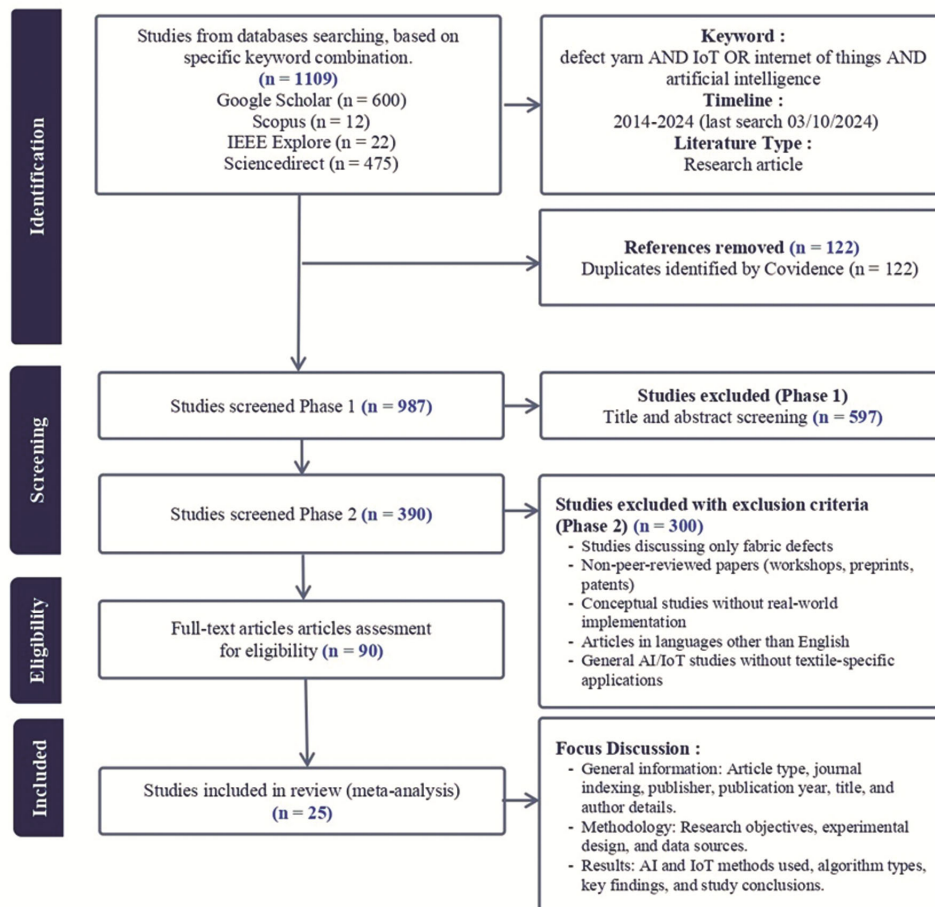 Identification
Studies from databases searching, based on
specific keyword combination.
(n = 1109)
Google Scholar (n = 600)
Scopus (n = 12)
IEEE Explore (n = 22)
Sciencedirect (n = 475)
Keyword :
defect yarn AND IoT OR internet of things AND
artificial intelligence
Timeline :
2014-2024 (last search 03/10/2024)
Literature Type :
Research article
References removed (n = 122)
Duplicates identified by Covidence (n = 122)
Screening
Studies screened Phase 1 (n = 987)
Studies excluded (Phase 1)
Title and abstract screening (n = 597)
Studies screened Phase 2 (n = 390)
Studies excluded with exclusion criteria
(Phase 2) (n = 300)
- Studies discussing only fabric defects
- Non-peer-reviewed papers (workshops, preprints,
patents)
- Conceptual studies without real-world
implementation
- Articles in languages other than English
- General AI/IoT studies without textile-specific
applications
Eligibility
Full-text articles articles assesment
for eligibility (n = 90)
Included
Studies included in review (meta-analysis)
(n = 25)
Focus Discussion :
- General information: Article type, journal
indexing, publisher, publication year, title, and
author details.
- Methodology: Research objectives, experimental
design, and data sources.
- Results: AI and IoT methods used, algorithm types,
key findings, and study conclusions.